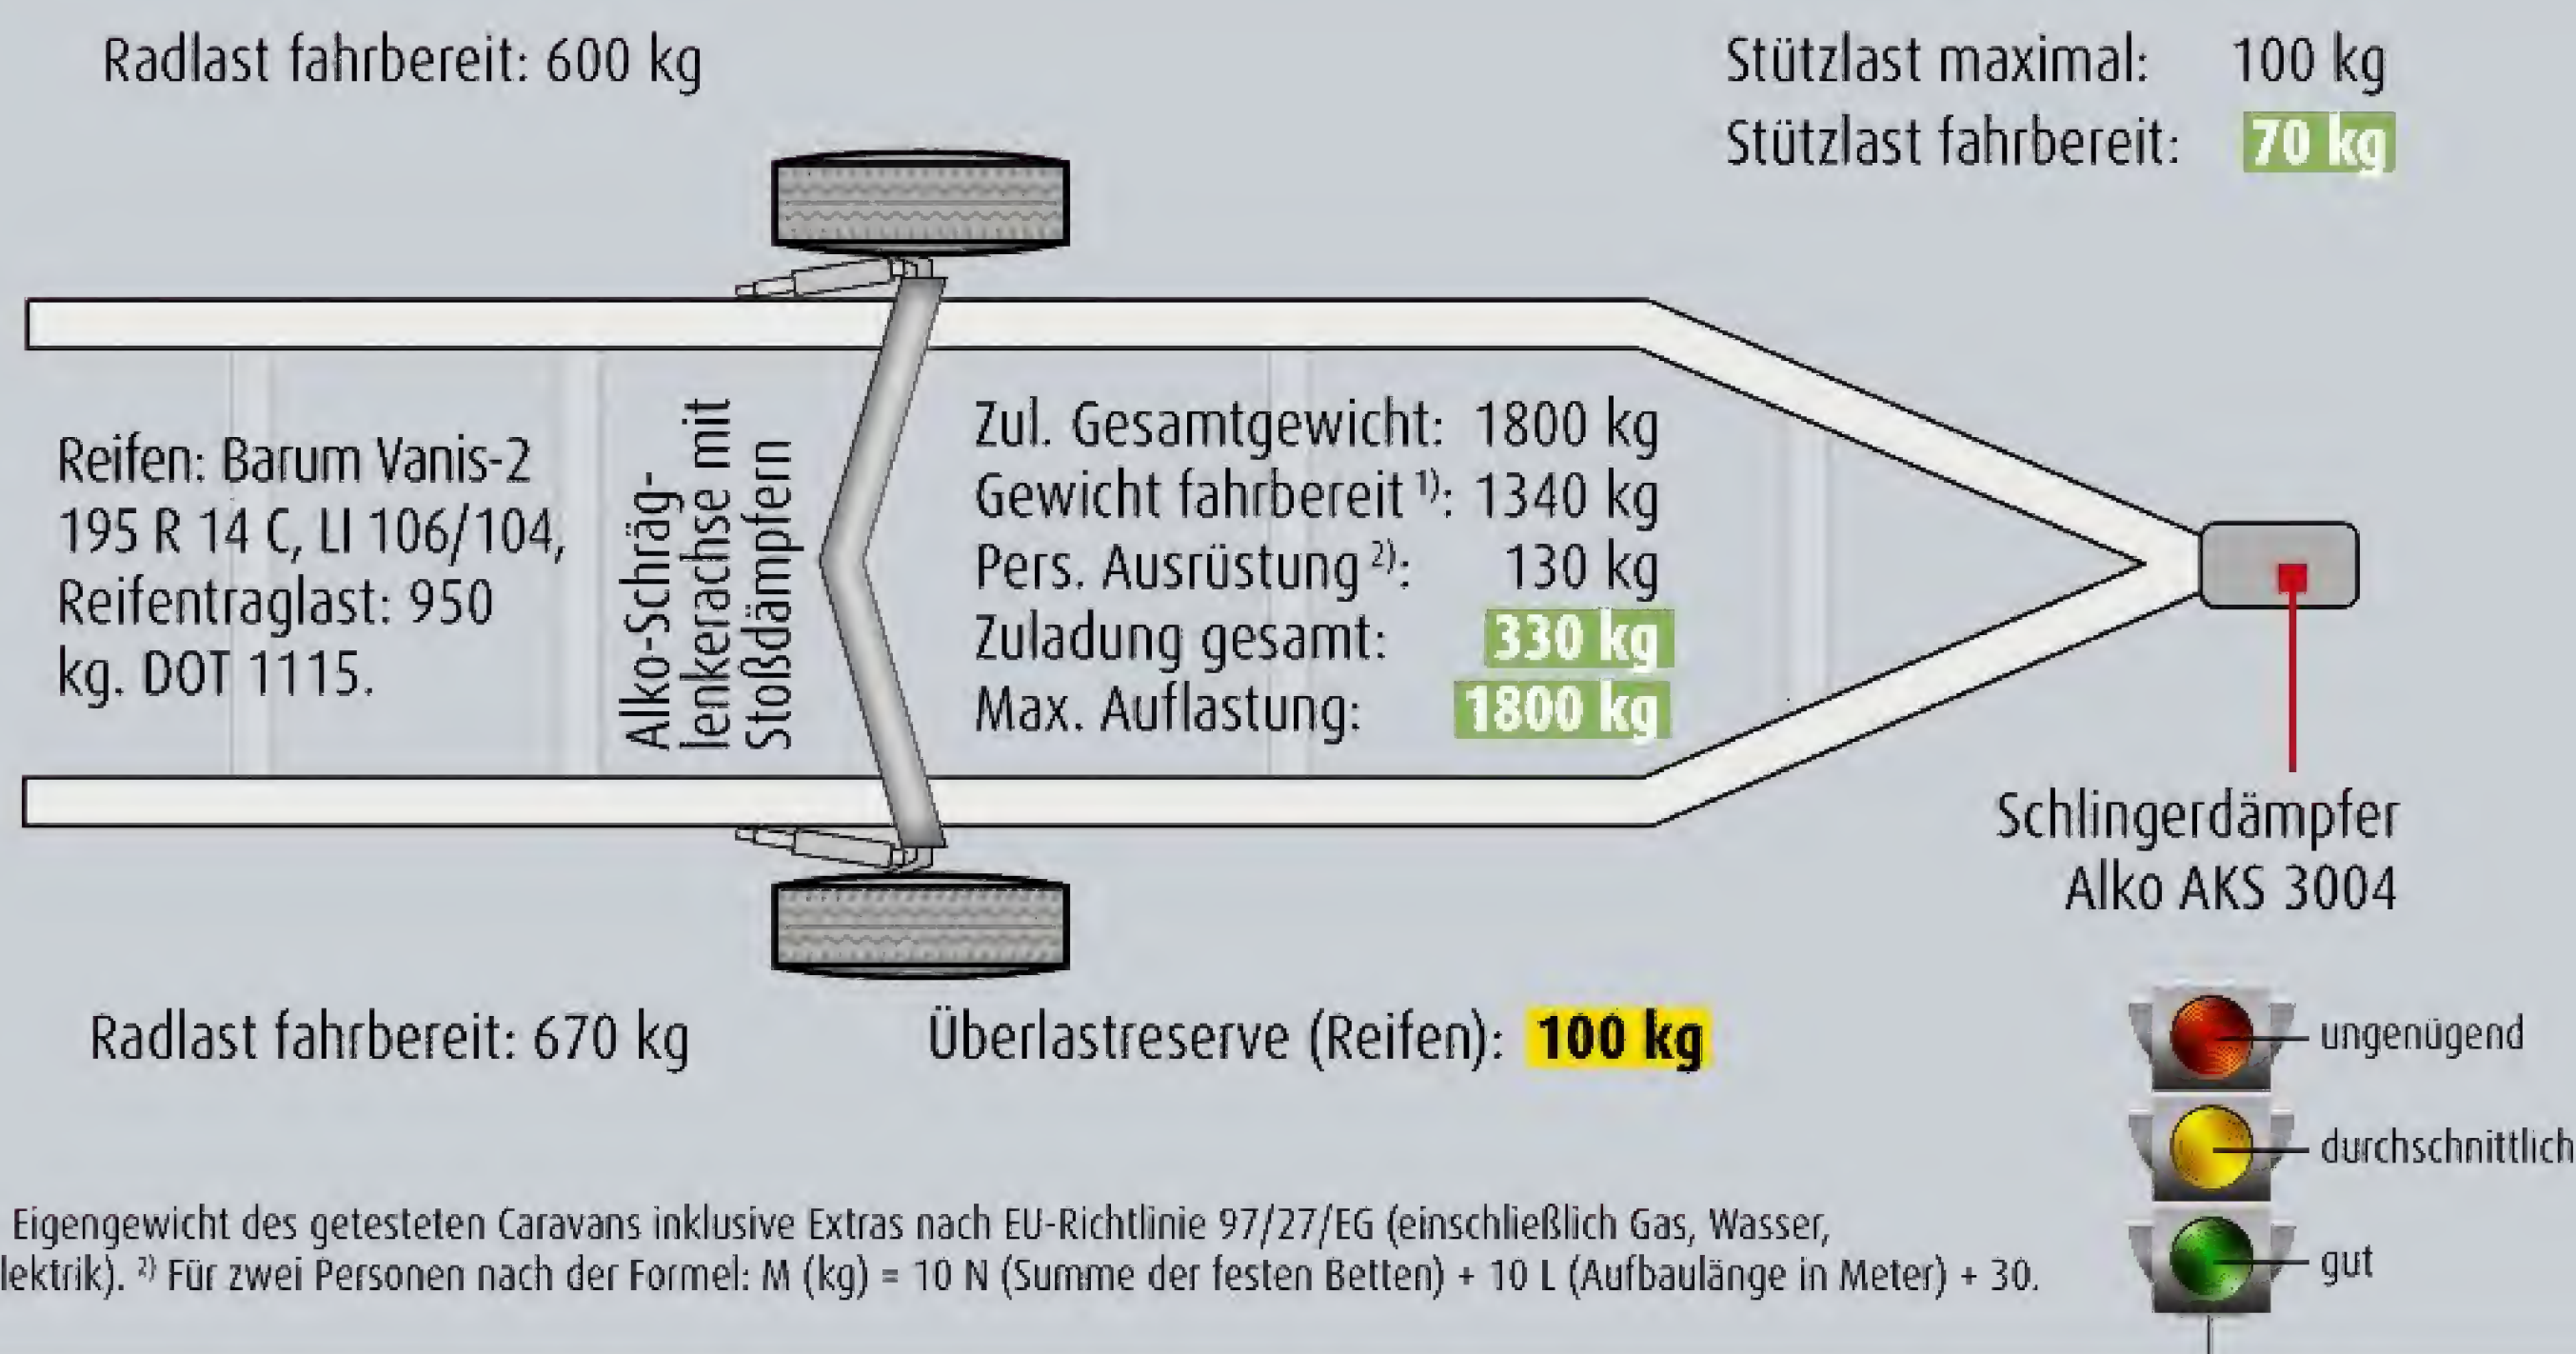 Radlast fahrbereit: 600 kg
Stützlast maximal: 100 kg
Stützlast fahrbereit: 70 kg
Reifen: Barum Vanis-2
195 R 14 C, LI 106/104,
Reifentraglast: 950
kg. DOT 1115.
Alko-Schräg-
lenkerachse mit
Stoßdämpfern
Zul. Gesamtgewicht: 1800 kg
Gewicht fahrbereit 1): 1340 kg
Pers. Ausrüstung 2): 130 kg
Zuladung gesamt: 330 kg
Max. Auflastung: 1800 kg
Schlingerdämpfer
Alko AKS 3004
Radlast fahrbereit: 670 kg
Überlastreserve (Reifen): 100 kg
ungenügend
durchschnittlich
gut
Eigengewicht des getesteten Caravans inklusive Extras nach EU-Richtlinie 97/27/EG (einschließlich Gas, Wasser,
lektrik). 2) Für zwei Personen nach der Formel: M (kg) = 10 N (Summe der festen Betten) + 10 L (Aufbaulänge in Meter) + 30.